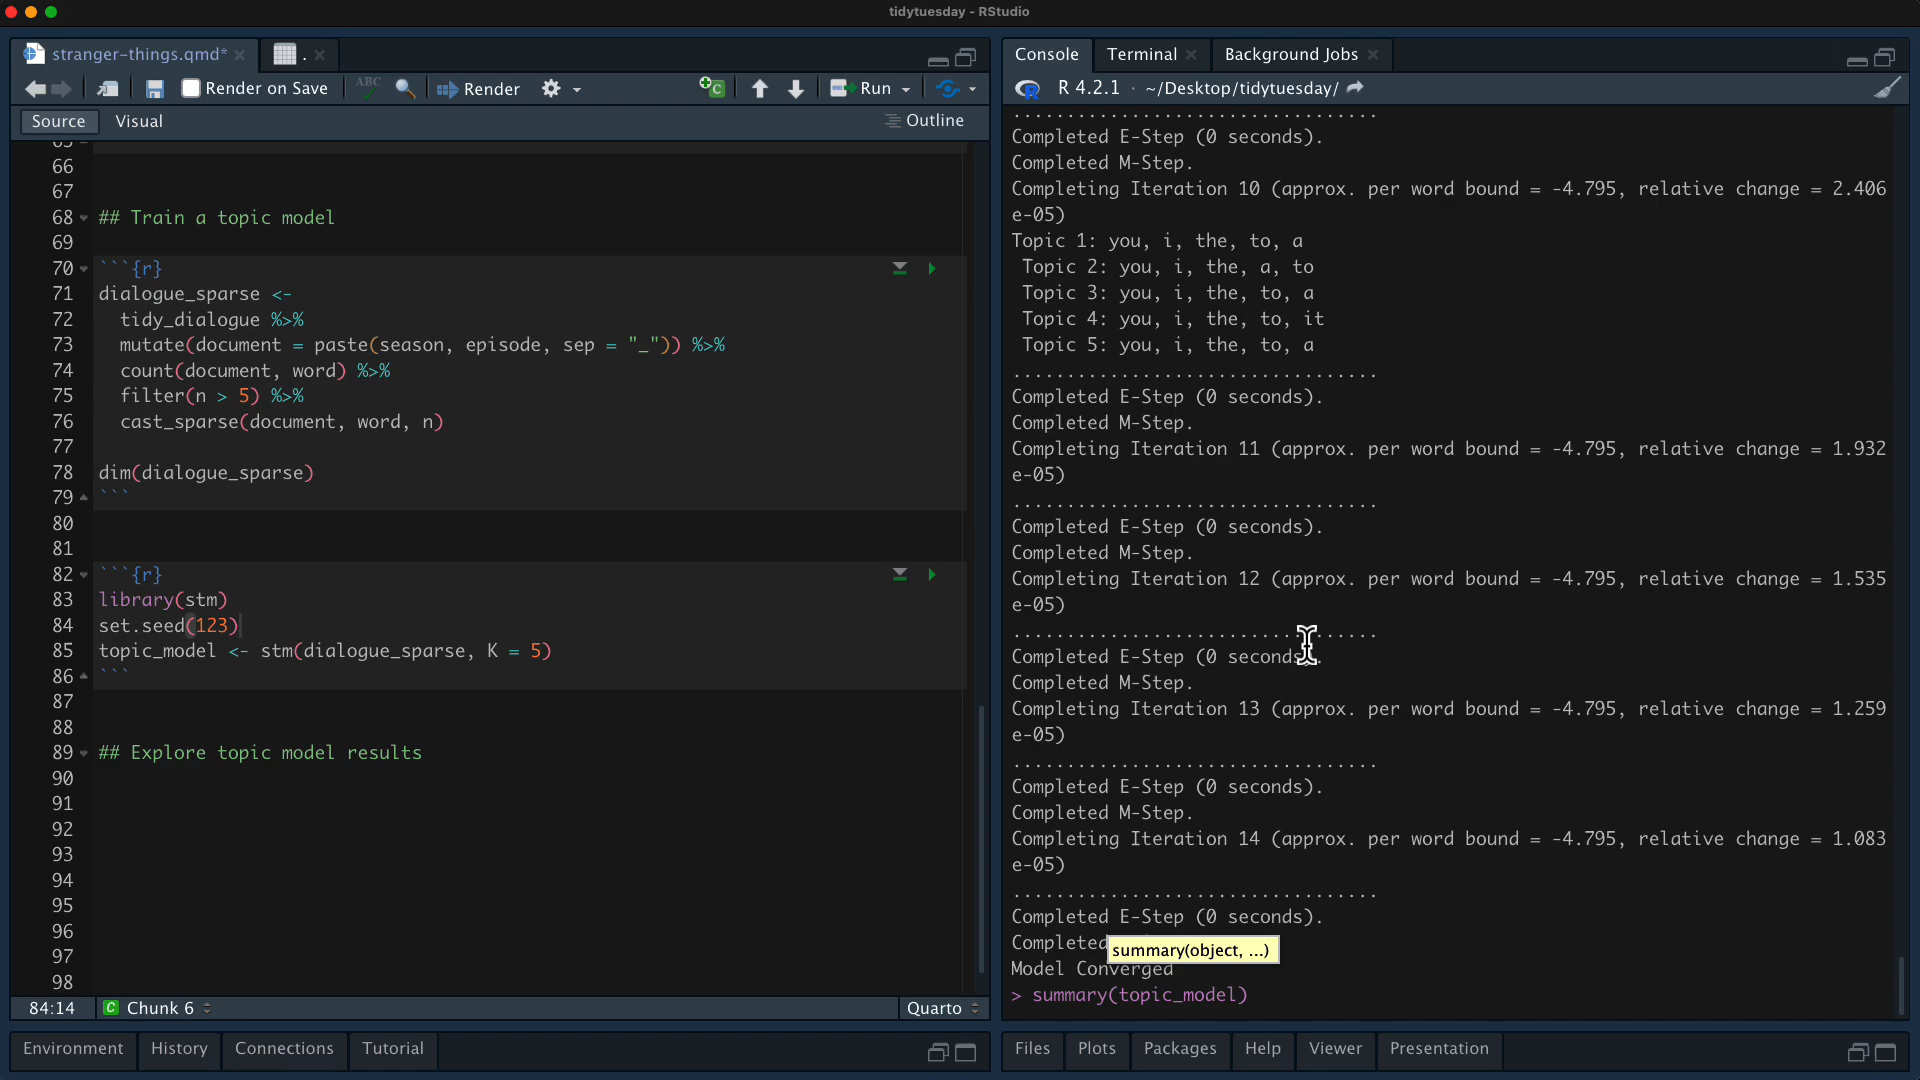 tidytuesday - RStudio
stranger-things.qmd*
.
ABC
Render on Save
Render
Run
Source
Visual
Outline
65
66
67
68 ## Train a topic model
69
70 ```{r}
71 dialogue_sparse <-
72 tidy_dialogue %>%
73 mutate(document = paste(season, episode, sep = "_")) %>%
74 count(document, word) %>%
75 filter(n > 5) %>%
76 cast_sparse(document, word, n)
77
78 dim(dialogue_sparse)
79 ```
80
81
82 ```{r}
83 library(stm)
84 set.seed(123)
85 topic_model <- stm(dialogue_sparse, K = 5)
86 ```
87
88
89 ## Explore topic model results
90
91
92
93
94
95
96
97
98
84:14
C Chunk 6
Quarto
Environment
History
Connections
Tutorial
Console
Terminal
Background Jobs
R 4.2.1 · ~/Desktop/tidytuesday/
..................................
Completed E-Step (0 seconds).
Completed M-Step.
Completing Iteration 10 (approx. per word bound = -4.795, relative change = 2.406
e-05)
Topic 1: you, i, the, to, a
Topic 2: you, i, the, a, to
Topic 3: you, i, the, to, a
Topic 4: you, i, the, to, it
Topic 5: you, i, the, to, a
..................................
Completed E-Step (0 seconds).
Completed M-Step.
Completing Iteration 11 (approx. per word bound = -4.795, relative change = 1.932
e-05)
..................................
Completed E-Step (0 seconds).
Completed M-Step.
Completing Iteration 12 (approx. per word bound = -4.795, relative change = 1.535
e-05)
..................................
Completed E-Step (0 seconds).
Completed M-Step.
Completing Iteration 13 (approx. per word bound = -4.795, relative change = 1.259
e-05)
..................................
Completed E-Step (0 seconds).
Completed M-Step.
Completing Iteration 14 (approx. per word bound = -4.795, relative change = 1.083
e-05)
..................................
Completed E-Step (0 seconds).
Completed
summary(object, ...)
Model Converged
> summary(topic_model)
Files
Plots
Packages
Help
Viewer
Presentation